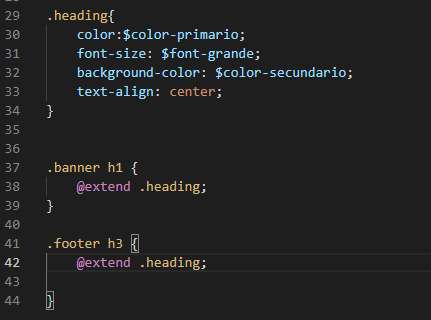 29 .heading{
30 color:$color-primario;
31 font-size: $font-grande;
32 background-color: $color-secundario;
33 text-align: center;
34 }
35
36
37 .banner h1 {
38 @extend .heading;
39 }
40
41 .footer h3 {
42 @extend .heading;
43
44 }